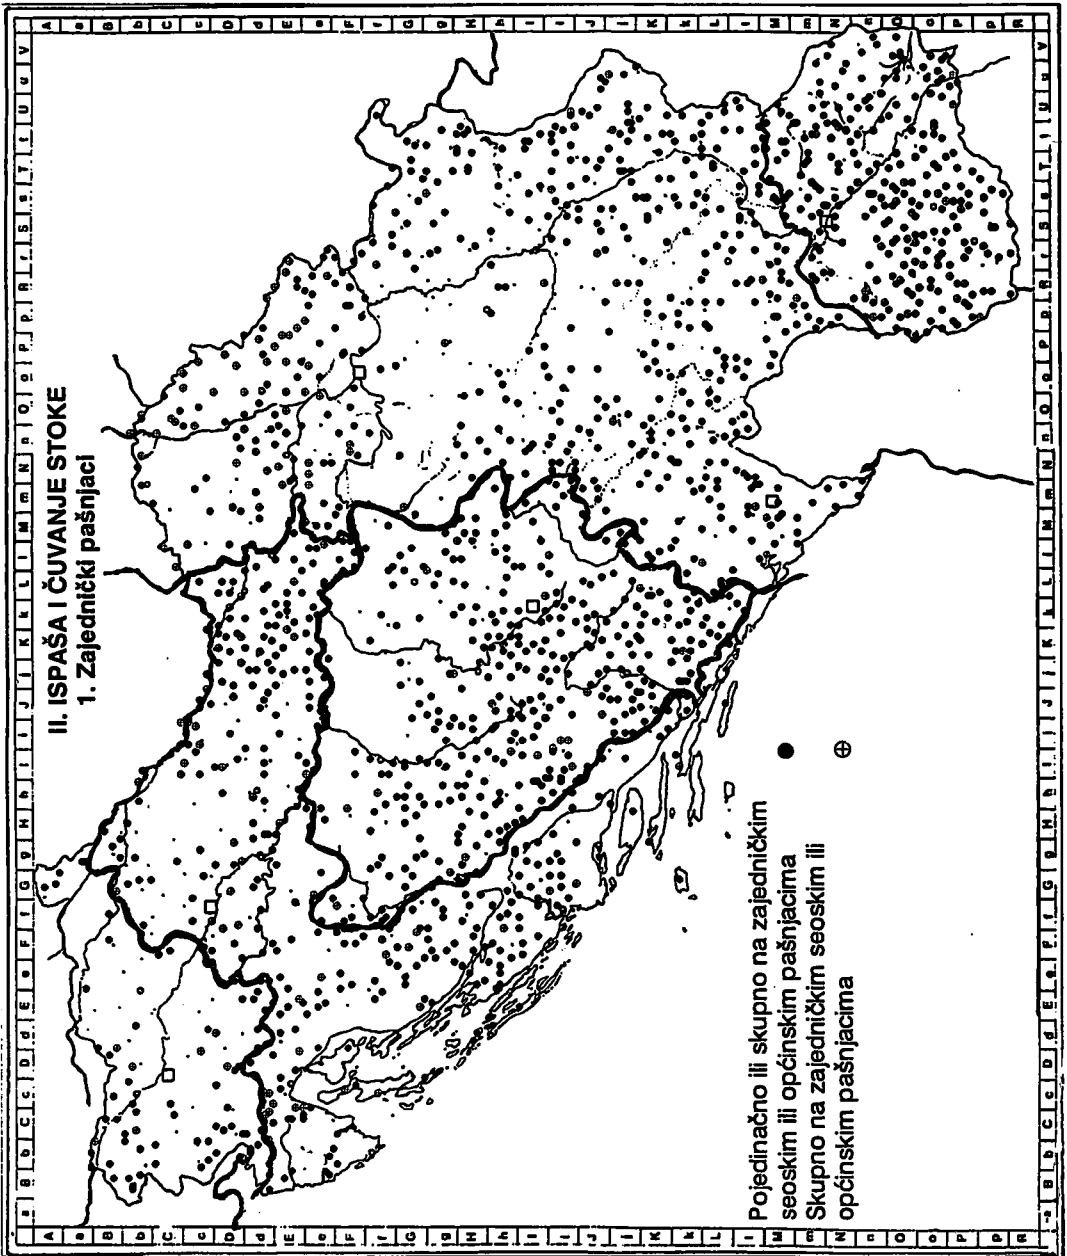 a B b C c D d E e F f G g H h I i J j K k L l M m N n O o P p R r S s T t U u V
II. ISPAŠA I ČUVANJE STOKE
1. Zajednički pašnjaci
A a B b C c D d E e F f G g H h I i J j K k L l M m N n O o P p R
A a B b C c D d E e F f G g H h I i J j K k L l M m N n O o P p R
Pojedinačno ili skupno na zajedničkim
seoskim ili općinskim pašnjacima
Skupno na zajedničkim seoskim ili
općinskim pašnjacima
a B b C c D d E e F f G g H h I i J j K k L l M m N n O o P p R r S s T t U u V